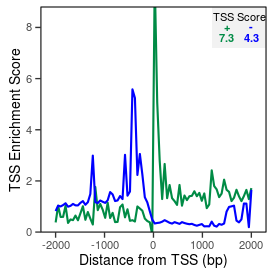 TSS Score
+ -
7.3 4.3
TSS Enrichment Score
8
6
4
2
0
-2000 -1000 0 1000 2000
Distance from TSS (bp)